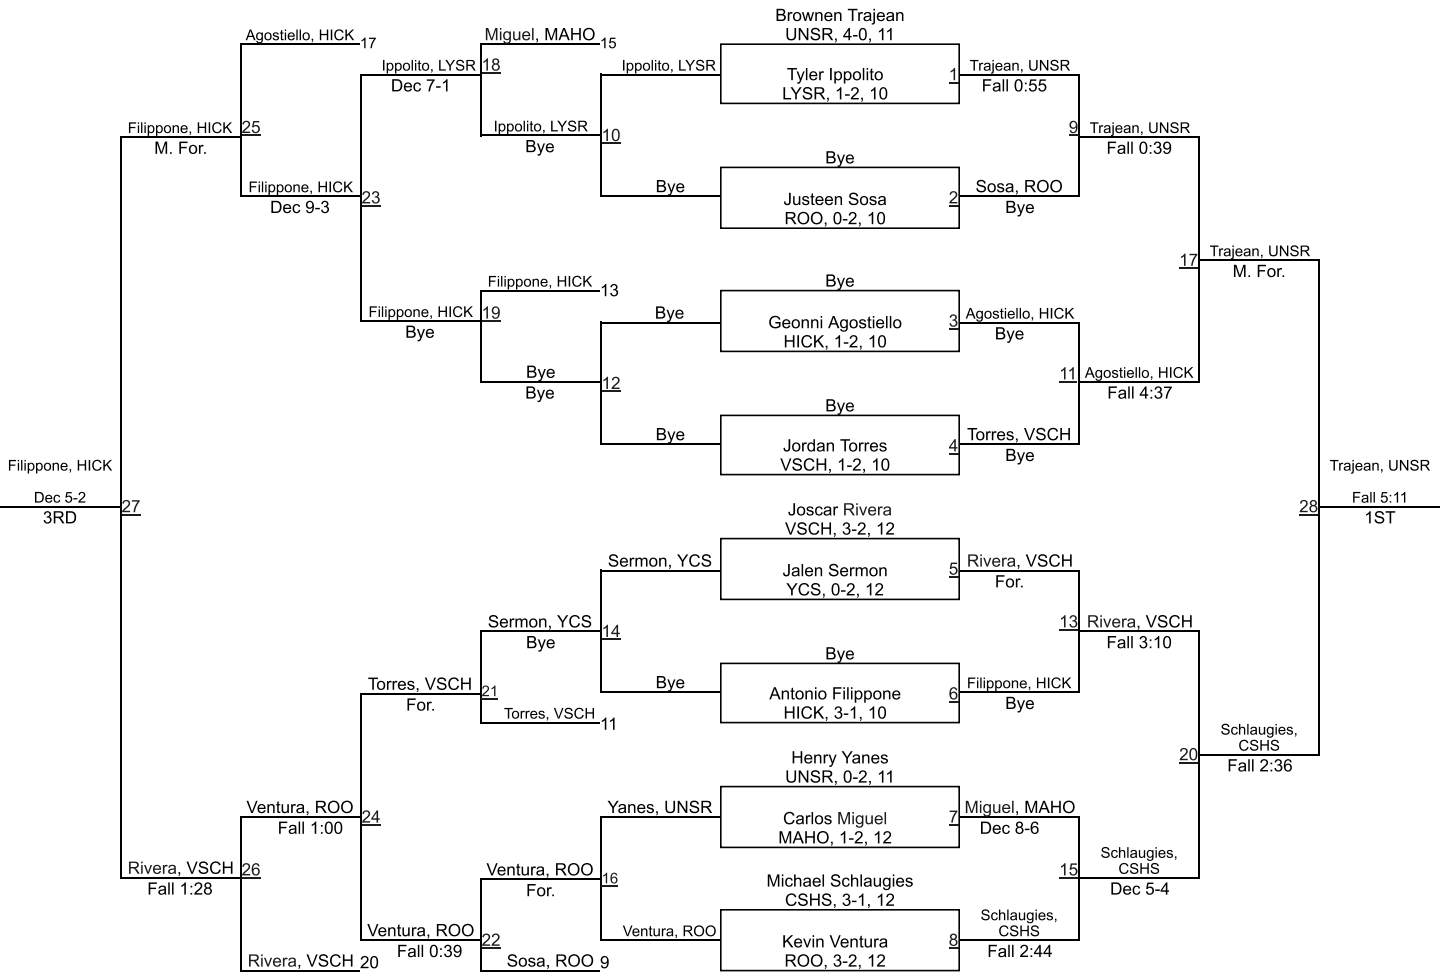 Brownen Trajean
UNSR, 4-0, 11
Agostiello, HICK 17
Miguel, MAHO 15
Ippolito, LYSR 18
Dec 7-1
Ippolito, LYSR
Tyler Ippolito
LYSR, 1-2, 10
1
Trajean, UNSR
Fall 0:55
Filippone, HICK 25
M. For.
Ippolito, LYSR 10
Bye
9
Trajean, UNSR
Fall 0:39
Bye
Filippone, HICK 23
Dec 9-3
Bye
Justeen Sosa
ROO, 0-2, 10
2
Sosa, ROO
Bye
17
Trajean, UNSR
M. For.
Filippone, HICK 13
Bye
Filippone, HICK 19
Bye
Bye
Geonni Agostiello
HICK, 1-2, 10
3
Agostiello, HICK
Bye
Bye 12
Bye
11
Agostiello, HICK
Fall 4:37
Bye
Bye
Jordan Torres
VSCH, 1-2, 10
4
Torres, VSCH
Bye
Filippone, HICK
Dec 5-2 27
3RD
Trajean, UNSR
28
Fall 5:11
1ST
Joscar Rivera
VSCH, 3-2, 12
Sermon, YCS
Jalen Sermon
YCS, 0-2, 12
5
Rivera, VSCH
For.
Sermon, YCS 14
Bye
13
Rivera, VSCH
Fall 3:10
Bye
Torres, VSCH 21
For.
Bye
Antonio Filippone
HICK, 3-1, 10
6
Filippone, HICK
Bye
Torres, VSCH 11
20
Schlaugies,
CSHS
Fall 2:36
Henry Yanes
UNSR, 0-2, 11
Ventura, ROO 24
Fall 1:00
Yanes, UNSR
Carlos Miguel
MAHO, 1-2, 12
7
Miguel, MAHO
Dec 8-6
Rivera, VSCH 26
Fall 1:28
Ventura, ROO 16
For.
15
Schlaugies,
CSHS
Dec 5-4
Michael Schlaugies
CSHS, 3-1, 12
Ventura, ROO 22
Fall 0:39
Ventura, ROO
Kevin Ventura
ROO, 3-2, 12
8
Schlaugies,
CSHS
Fall 2:44
Rivera, VSCH 20
Sosa, ROO 9